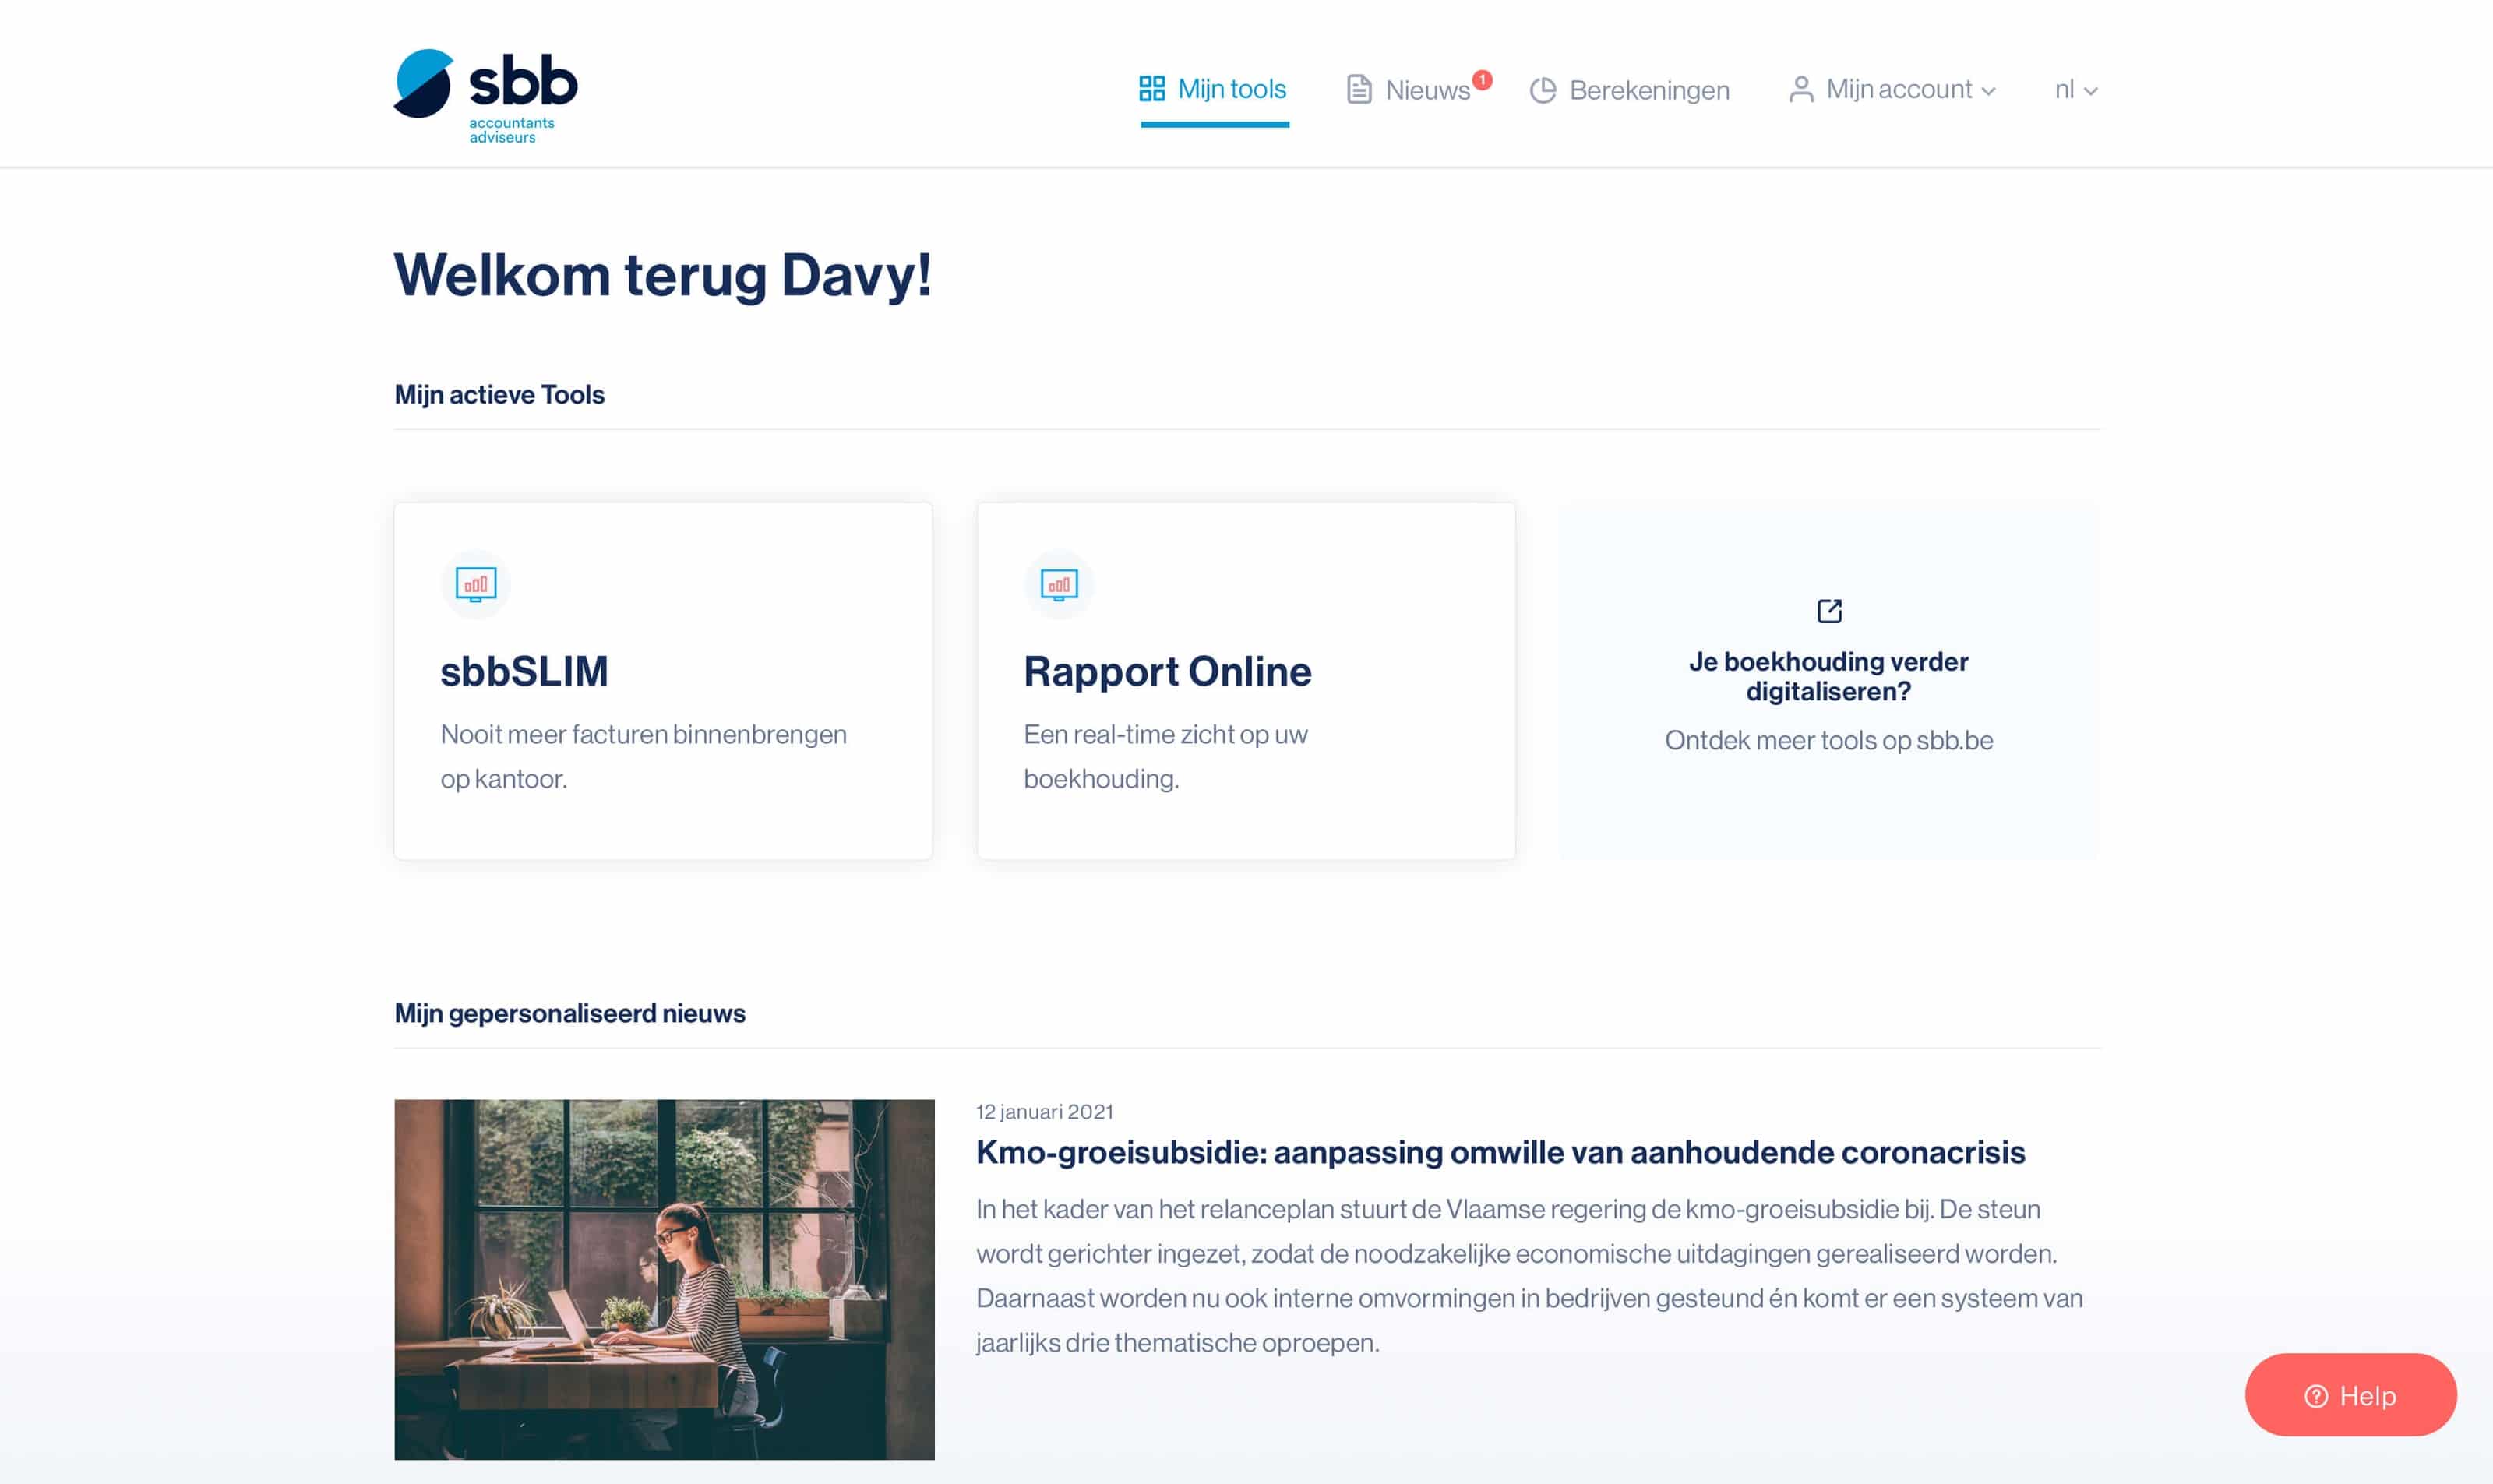 sbb
accountants
adviseurs
Mijn tools
Nieuws
1
Berekeningen
Mijn account
nl
Welkom terug Davy!
Mijn actieve Tools
sbbSLIM
Nooit meer facturen binnenbrengen
op kantoor.
Rapport Online
Een real-time zicht op uw
boekhouding.
Je boekhouding verder
digitaliseren?
Ontdek meer tools op sbb.be
Mijn gepersonaliseerd nieuws
12 januari 2021
Kmo-groeisubsidie: aanpassing omwille van aanhoudende coronacrisis
In het kader van het relanceplan stuurt de Vlaamse regering de kmo-groeisubsidie bij. De steun
wordt gerichter ingezet, zodat de noodzakelijke economische uitdagingen gerealiseerd worden.
Daarnaast worden nu ook interne omvormingen in bedrijven gesteund én komt er een systeem van
jaarlijks drie thematische oproepen.
Help